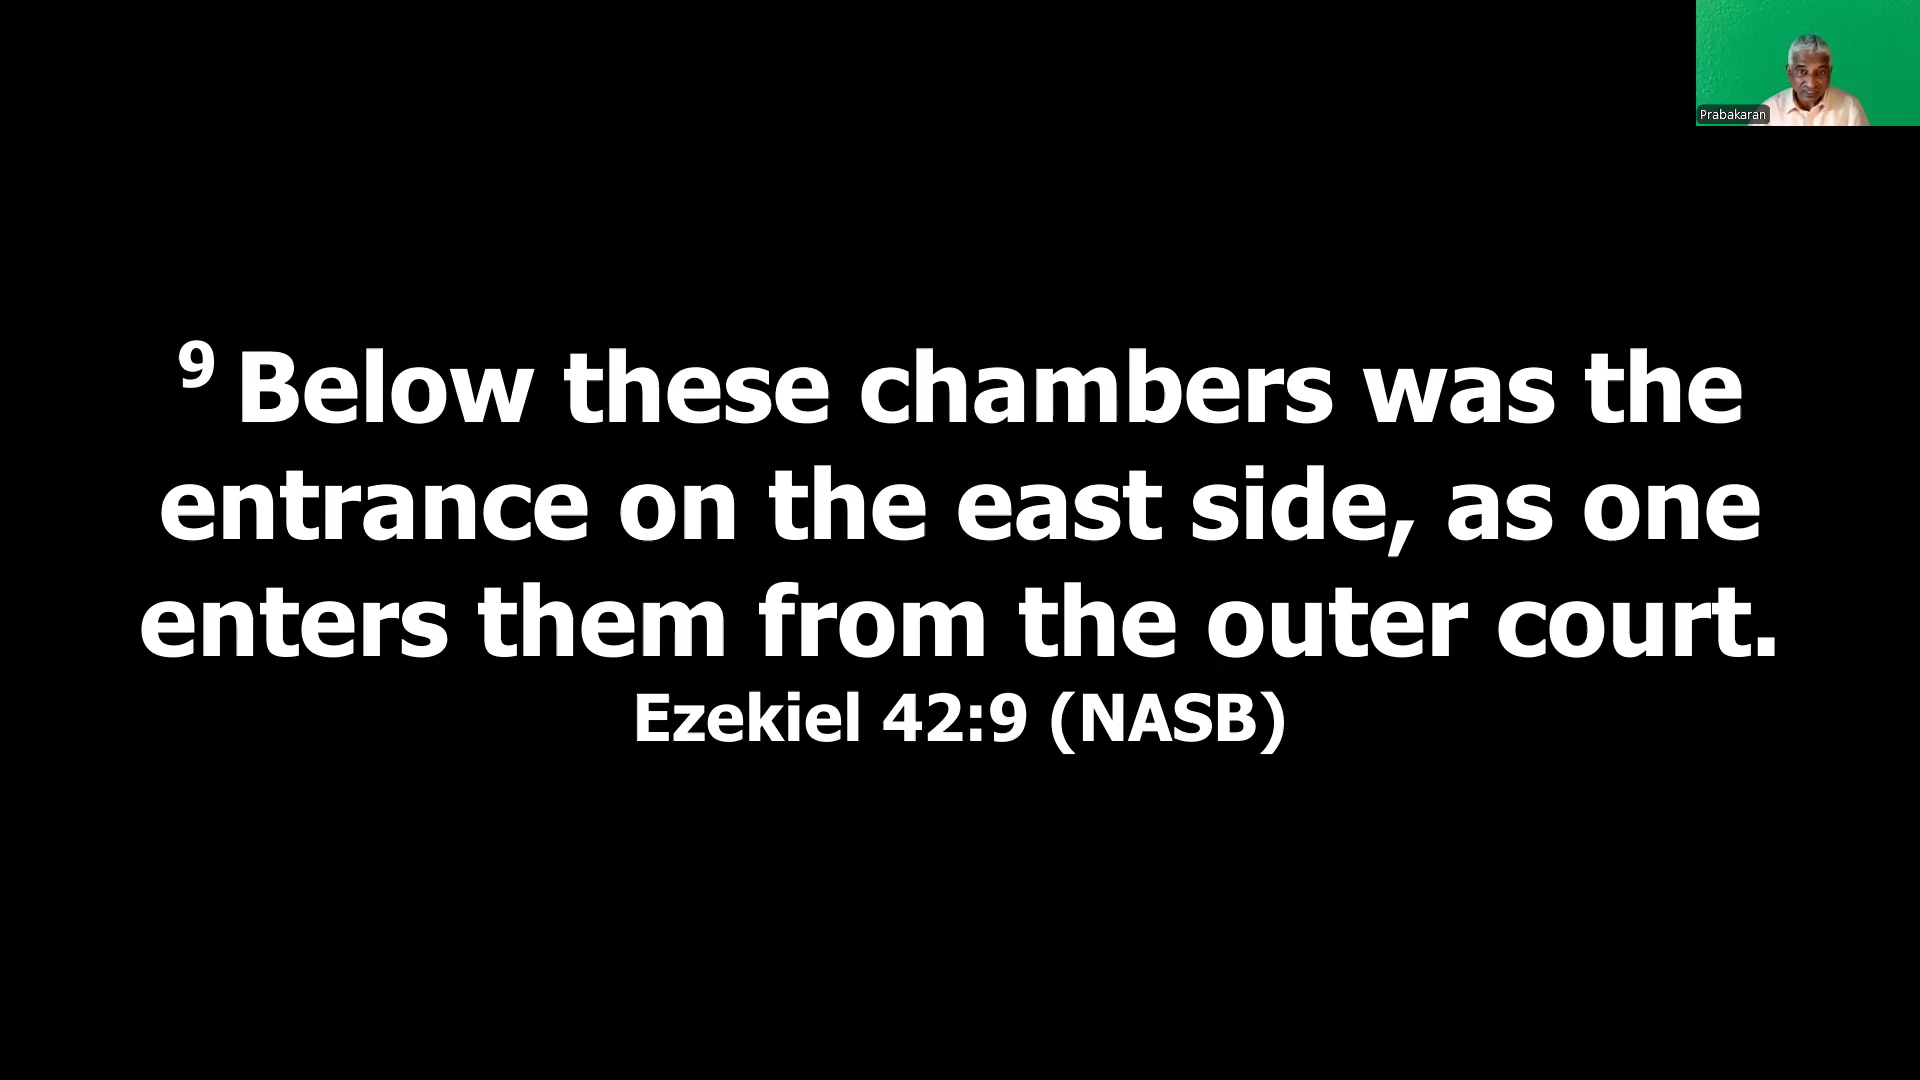 Prabakaran
9 Below these chambers was the
entrance on the east side, as one
enters them from the outer court.
Ezekiel 42:9 (NASB)